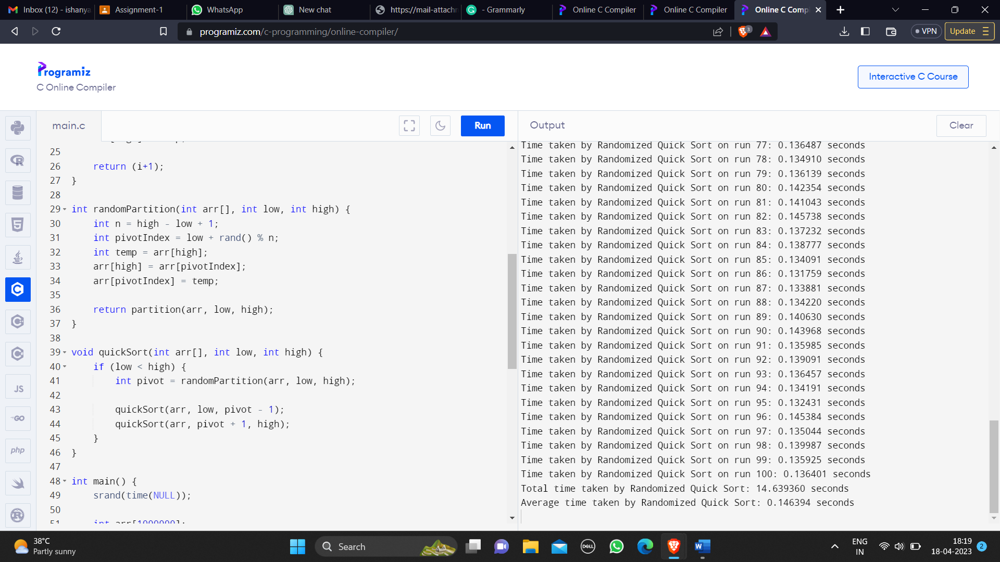 Inbox (12) - ishanya
Assignment-1
WhatsApp
New chat
https://mail-attachm
- Grammarly
Online C Compiler
Online C Compiler
Online C Compi
programiz.com/c-programming/online-compiler/
3
VPN
Update
Programiz
C Online Compiler
Interactive C Course
main.c
Run
Output
Clear
25
26 return (i+1);
27 }
28
29 int randomPartition(int arr[], int low, int high) {
30 int n = high - low + 1;
31 int pivotIndex = low + rand() % n;
32 int temp = arr[high];
33 arr[high] = arr[pivotIndex];
34 arr[pivotIndex] = temp;
35
36 return partition(arr, low, high);
37 }
38
39 void quickSort(int arr[], int low, int high) {
40 if (low < high) {
41 int pivot = randomPartition(arr, low, high);
42
43 quickSort(arr, low, pivot - 1);
44 quickSort(arr, pivot + 1, high);
45 }
46 }
47
48 int main() {
49 srand(time(NULL));
50
51 int arr[1000000];
Time taken by Randomized Quick Sort on run 77: 0.136487 seconds
Time taken by Randomized Quick Sort on run 78: 0.134910 seconds
Time taken by Randomized Quick Sort on run 79: 0.136139 seconds
Time taken by Randomized Quick Sort on run 80: 0.142354 seconds
Time taken by Randomized Quick Sort on run 81: 0.141043 seconds
Time taken by Randomized Quick Sort on run 82: 0.145738 seconds
Time taken by Randomized Quick Sort on run 83: 0.137232 seconds
Time taken by Randomized Quick Sort on run 84: 0.138777 seconds
Time taken by Randomized Quick Sort on run 85: 0.134091 seconds
Time taken by Randomized Quick Sort on run 86: 0.131759 seconds
Time taken by Randomized Quick Sort on run 87: 0.133881 seconds
Time taken by Randomized Quick Sort on run 88: 0.134220 seconds
Time taken by Randomized Quick Sort on run 89: 0.140630 seconds
Time taken by Randomized Quick Sort on run 90: 0.143968 seconds
Time taken by Randomized Quick Sort on run 91: 0.135985 seconds
Time taken by Randomized Quick Sort on run 92: 0.139091 seconds
Time taken by Randomized Quick Sort on run 93: 0.136457 seconds
Time taken by Randomized Quick Sort on run 94: 0.134191 seconds
Time taken by Randomized Quick Sort on run 95: 0.132431 seconds
Time taken by Randomized Quick Sort on run 96: 0.145384 seconds
Time taken by Randomized Quick Sort on run 97: 0.135044 seconds
Time taken by Randomized Quick Sort on run 98: 0.139987 seconds
Time taken by Randomized Quick Sort on run 99: 0.135925 seconds
Time taken by Randomized Quick Sort on run 100: 0.136401 seconds
Total time taken by Randomized Quick Sort: 14.639360 seconds
Average time taken by Randomized Quick Sort: 0.146394 seconds
JS
GO
php
38°C
Partly sunny
Search
DELL
W
ENG
IN
18:19
18-04-2023
2